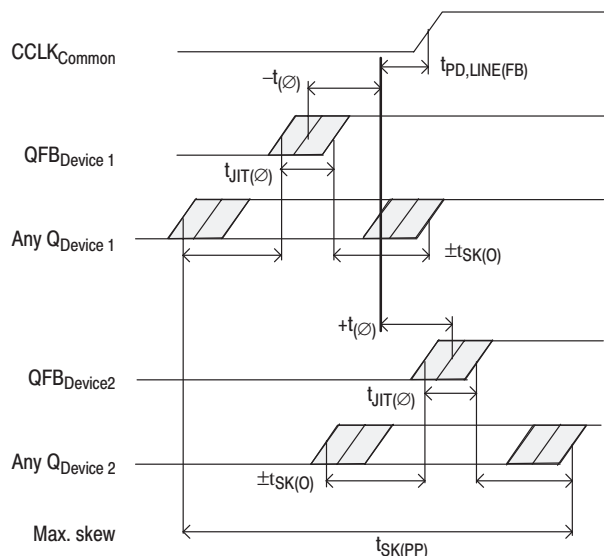 CCLKCommon
tPD,LINE(FB)
–t(∅)
QFBDevice 1
tJIT(∅)
Any QDevice 1
±tSK(O)
+t(∅)
QFBDevice2
tJIT(∅)
Any QDevice 2
±tSK(O)
Max. skew
tSK(PP)